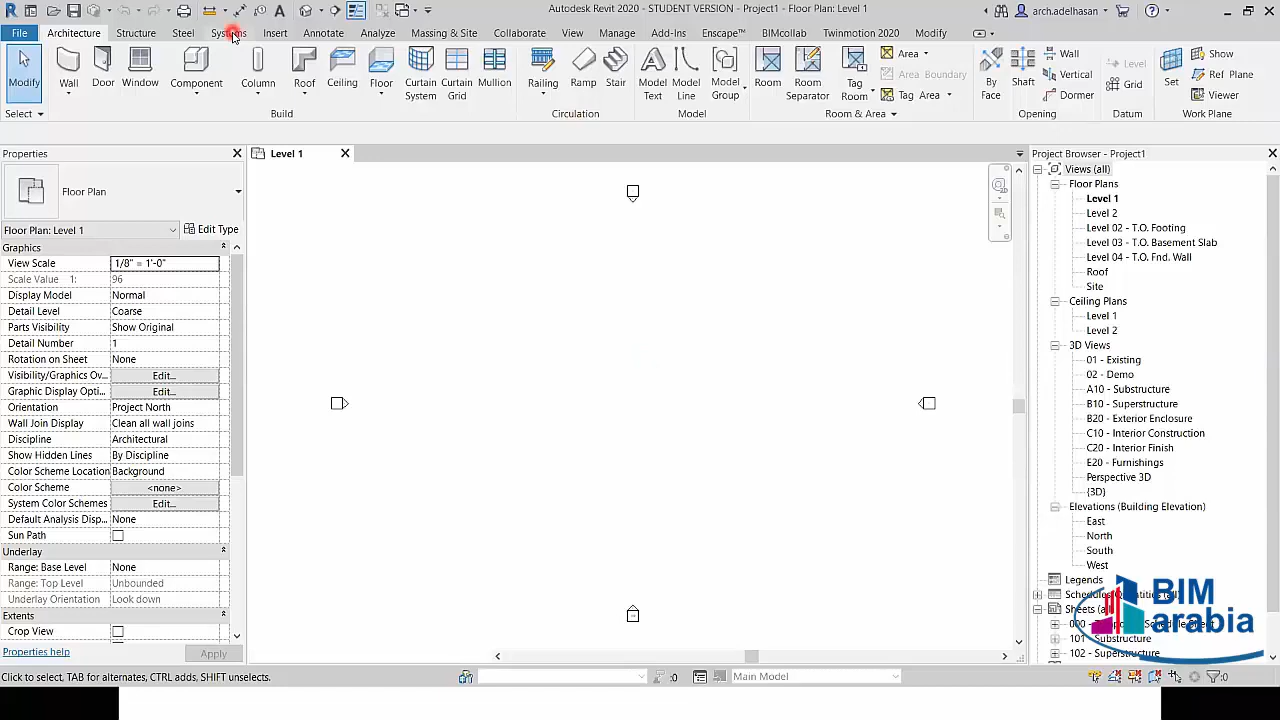 Autodesk Revit 2020 - STUDENT VERSION - Project1 - Floor Plan: Level 1
arch.adelhasan
File Architecture Structure Steel Systems Insert Annotate Analyze Massing & Site Collaborate View Manage Add-Ins Enscape™ BIMcollab Twinmotion 2020 Modify
Modify
Wall
Door
Window
Component
Column
Roof
Ceiling
Floor
Curtain System
Curtain Grid
Mullion
Railing
Ramp
Stair
Model Text
Model Line
Model Group
Room
Room Separator
Tag Room
Area
Area Boundary
Tag Area
By Face
Shaft
Wall
Vertical
Dormer
Level
Grid
Set
Show
Ref Plane
Viewer
Select
Build
Circulation
Model
Room & Area
Opening
Datum
Work Plane
Properties
Floor Plan
Floor Plan: Level 1
Edit Type
Graphics
View Scale 1/8" = 1'-0"
Scale Value 1: 96
Display Model Normal
Detail Level Coarse
Parts Visibility Show Original
Detail Number 1
Rotation on Sheet None
Visibility/Graphics Ov... Edit...
Graphic Display Opti... Edit...
Orientation Project North
Wall Join Display Clean all wall joins
Discipline Architectural
Show Hidden Lines By Discipline
Color Scheme Location Background
Color Scheme <none>
System Color Schemes Edit...
Default Analysis Disp... None
Sun Path
Underlay
Range: Base Level None
Range: Top Level Unbounded
Underlay Orientation Look down
Extents
Crop View
Properties help
Apply
Level 1
Project Browser - Project1
Views (all)
Floor Plans
Level 1
Level 2
Level 02 - T.O. Footing
Level 03 - T.O. Basement Slab
Level 04 - T.O. Fnd. Wall
Roof
Site
Ceiling Plans
Level 1
Level 2
3D Views
01 - Existing
02 - Demo
A10 - Substructure
B10 - Superstructure
B20 - Exterior Enclosure
C10 - Interior Construction
C20 - Interior Finish
E20 - Furnishings
Perspective 3D
{3D}
Elevations (Building Elevation)
East
North
South
West
Legends
Sheets
101 - Substructure
102 - Superstructure
BIM
arabia
Click to select, TAB for alternates, CTRL adds, SHIFT unselects.
:0
Main Model
:0